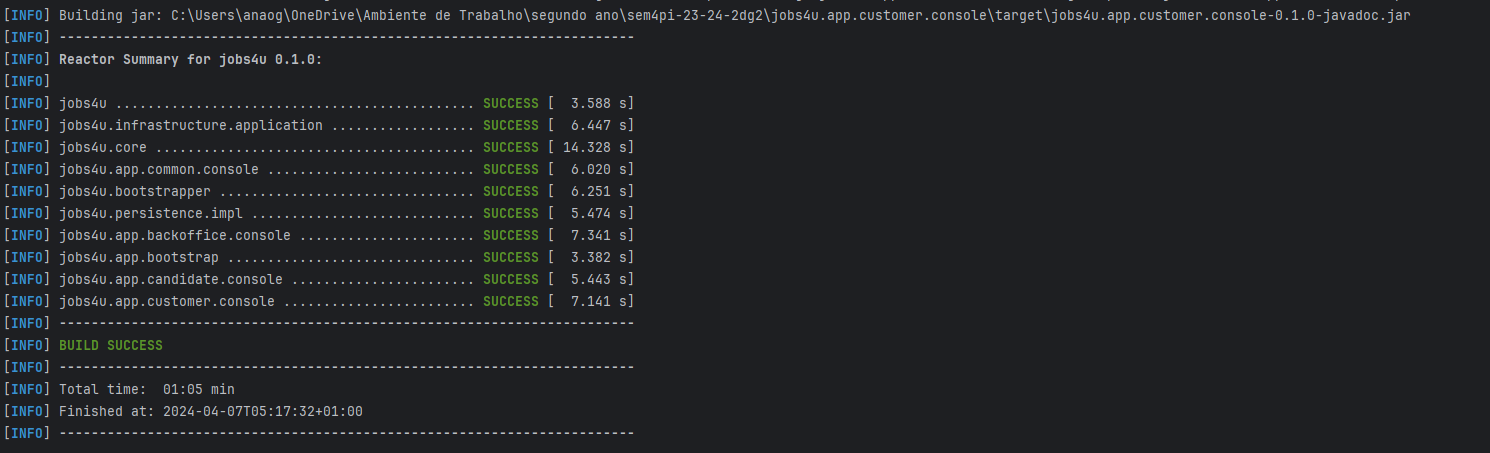 [INFO] Building jar: C:\Users\anaog\OneDrive\Ambiente de Trabalho\segundo ano\sem4pi-23-24-2dg2\jobs4u.app.customer.console\target\jobs4u.app.customer.console-0.1.0-javadoc.jar
[INFO] ------------------------------------------------------------------------
[INFO] Reactor Summary for jobs4u 0.1.0:
[INFO]
[INFO] jobs4u ............................................. SUCCESS [  3.588 s]
[INFO] jobs4u.infrastructure.application .................. SUCCESS [  6.447 s]
[INFO] jobs4u.core ........................................ SUCCESS [ 14.328 s]
[INFO] jobs4u.app.common.console .......................... SUCCESS [  6.020 s]
[INFO] jobs4u.bootstrapper ................................ SUCCESS [  6.251 s]
[INFO] jobs4u.persistence.impl ............................ SUCCESS [  5.474 s]
[INFO] jobs4u.app.backoffice.console ...................... SUCCESS [  7.341 s]
[INFO] jobs4u.app.bootstrap ............................... SUCCESS [  3.382 s]
[INFO] jobs4u.app.candidate.console ....................... SUCCESS [  5.443 s]
[INFO] jobs4u.app.customer.console ........................ SUCCESS [  7.141 s]
[INFO] ------------------------------------------------------------------------
[INFO] BUILD SUCCESS
[INFO] ------------------------------------------------------------------------
[INFO] Total time:  01:05 min
[INFO] Finished at: 2024-04-07T05:17:32+01:00
[INFO] ------------------------------------------------------------------------